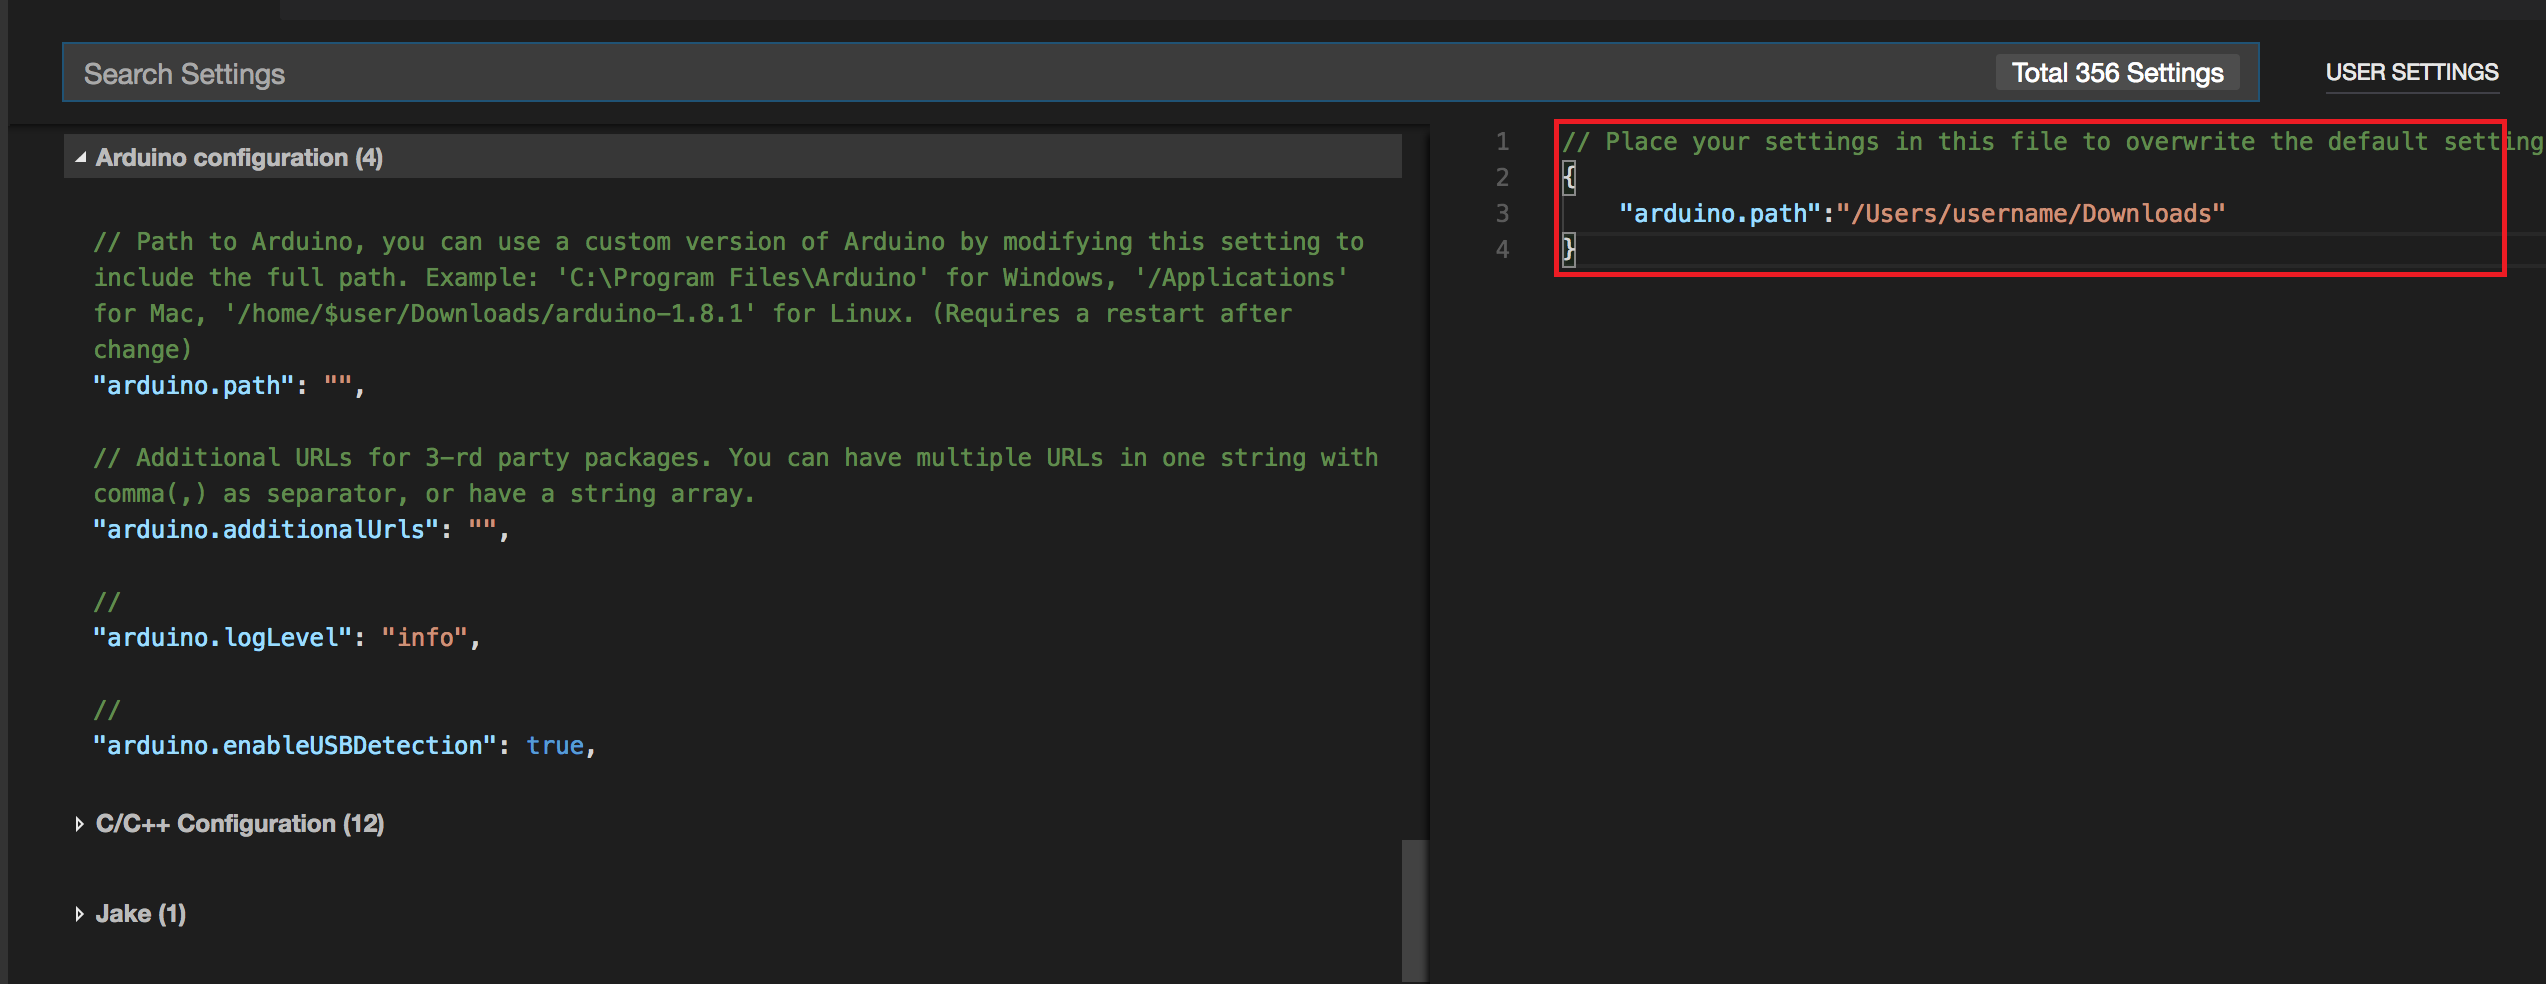 Search Settings
Total 356 Settings
USER SETTINGS
Arduino configuration (4)
// Path to Arduino, you can use a custom version of Arduino by modifying this setting to
include the full path. Example: 'C:\Program Files\Arduino' for Windows, '/Applications'
for Mac, '/home/$user/Downloads/arduino-1.8.1' for Linux. (Requires a restart after
change)
"arduino.path": "",
// Additional URLs for 3-rd party packages. You can have multiple URLs in one string with
comma(,) as separator, or have a string array.
"arduino.additionalUrls": "",
//
"arduino.logLevel": "info",
//
"arduino.enableUSBDetection": true,
C/C++ Configuration (12)
Jake (1)
1 // Place your settings in this file to overwrite the default setting
2 {
3 "arduino.path":"/Users/username/Downloads"
4 }